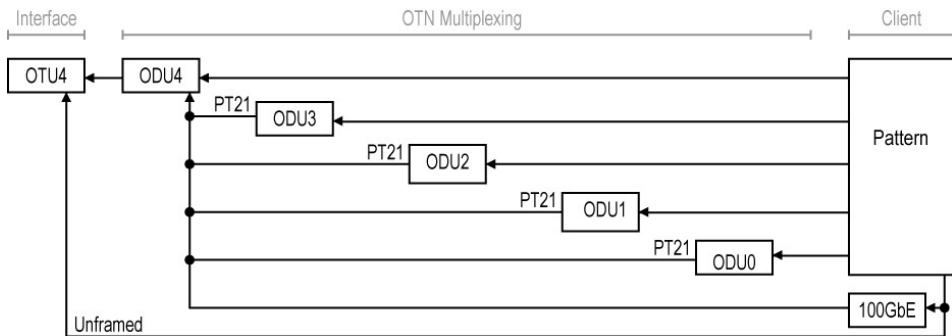 Interface
OTN Multiplexing
Client
OTU4
ODU4
PT21
ODU3
Pattern
PT21
ODU2
PT21
ODU1
PT21
ODU0
100GbE
Unframed